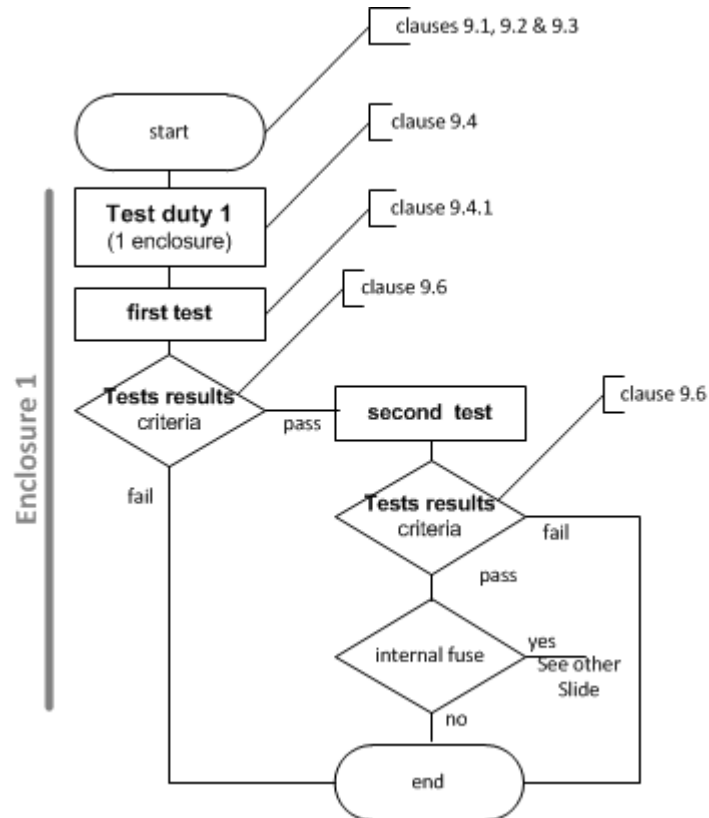 clauses 9.1, 9.2 & 9.3
start
clause 9.4
Test duty 1
(1 enclosure)
clause 9.4.1
first test
clause 9.6
Enclosure 1
Tests results
criteria
pass
second test
clause 9.6
fail
Tests results
criteria
fail
pass
internal fuse
yes
See other
Slide
no
end